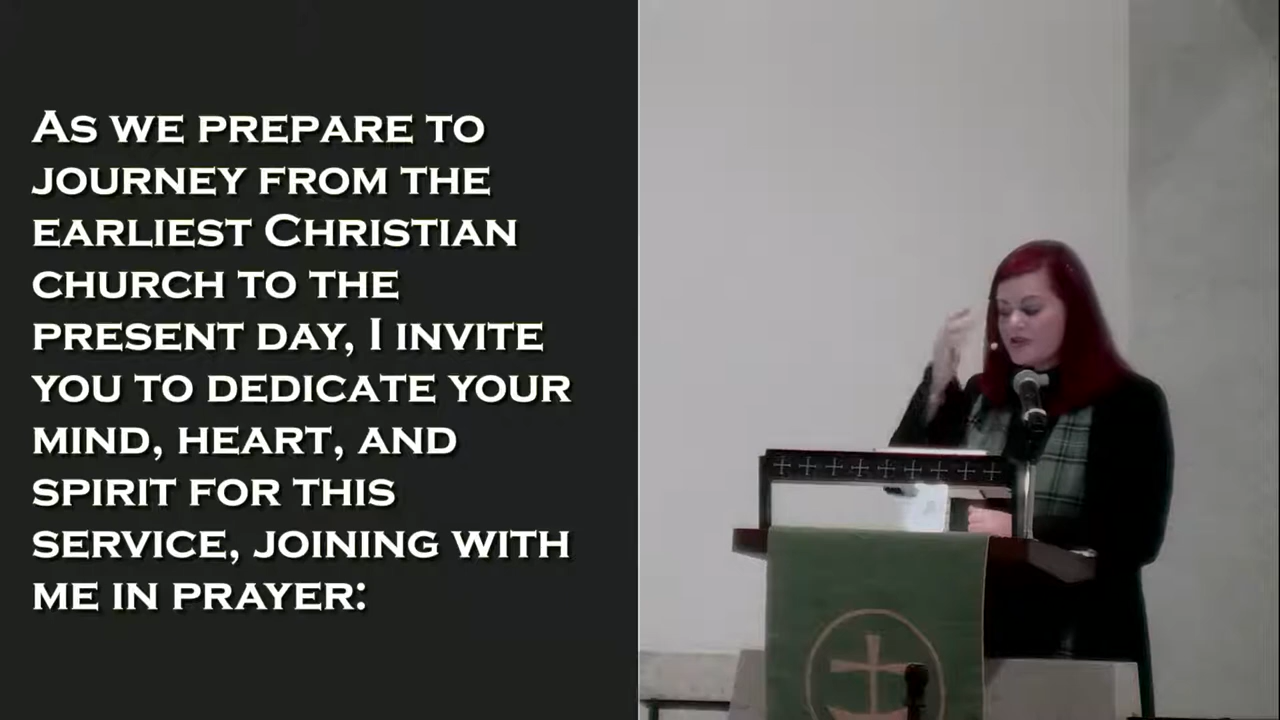 As we prepare to
journey from the
earliest Christian
church to the
present day, I invite
you to dedicate your
mind, heart, and
spirit for this
service, joining with
me in prayer: